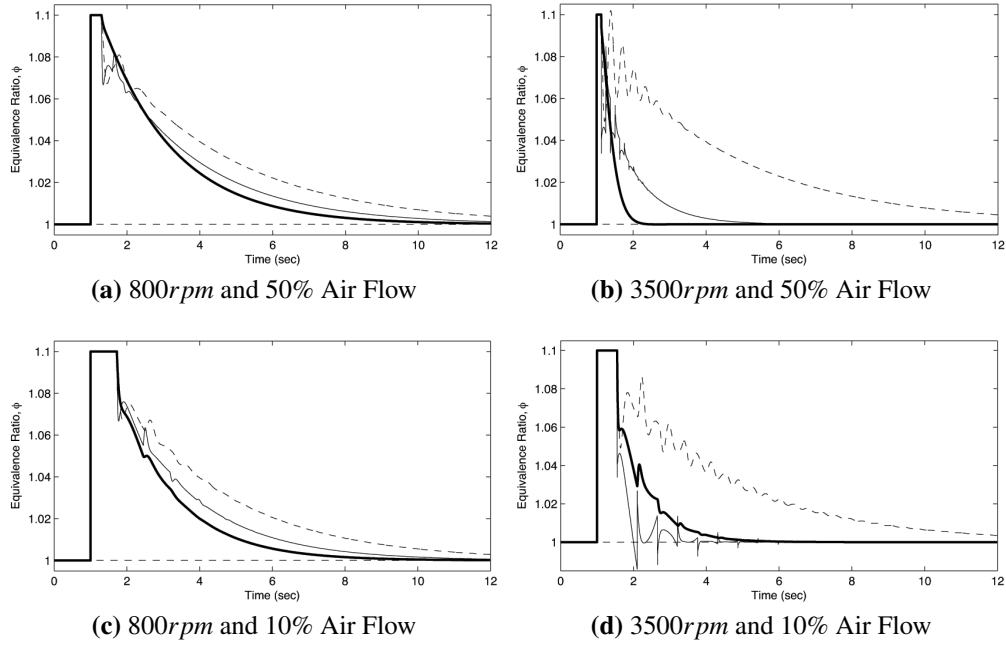 1.1
1.08
1.06
1.04
1.02
1
Equivalence Ratio, ϕ
0 2 4 6 8 10 12
Time (sec)
(a) 800rpm and 50% Air Flow
1.1
1.08
1.06
1.04
1.02
1
Equivalence Ratio, ϕ
0 2 4 6 8 10 12
Time (sec)
(b) 3500rpm and 50% Air Flow
1.1
1.08
1.06
1.04
1.02
1
Equivalence Ratio, ϕ
0 2 4 6 8 10 12
Time (sec)
(c) 800rpm and 10% Air Flow
1.1
1.08
1.06
1.04
1.02
1
Equivalence Ratio, ϕ
0 2 4 6 8 10 12
Time (sec)
(d) 3500rpm and 10% Air Flow